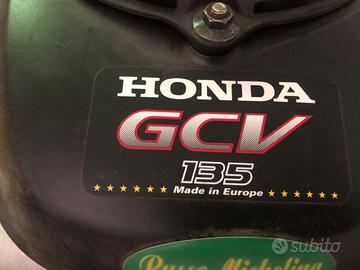 HONDA
GCV
135
Made in Europe
subito